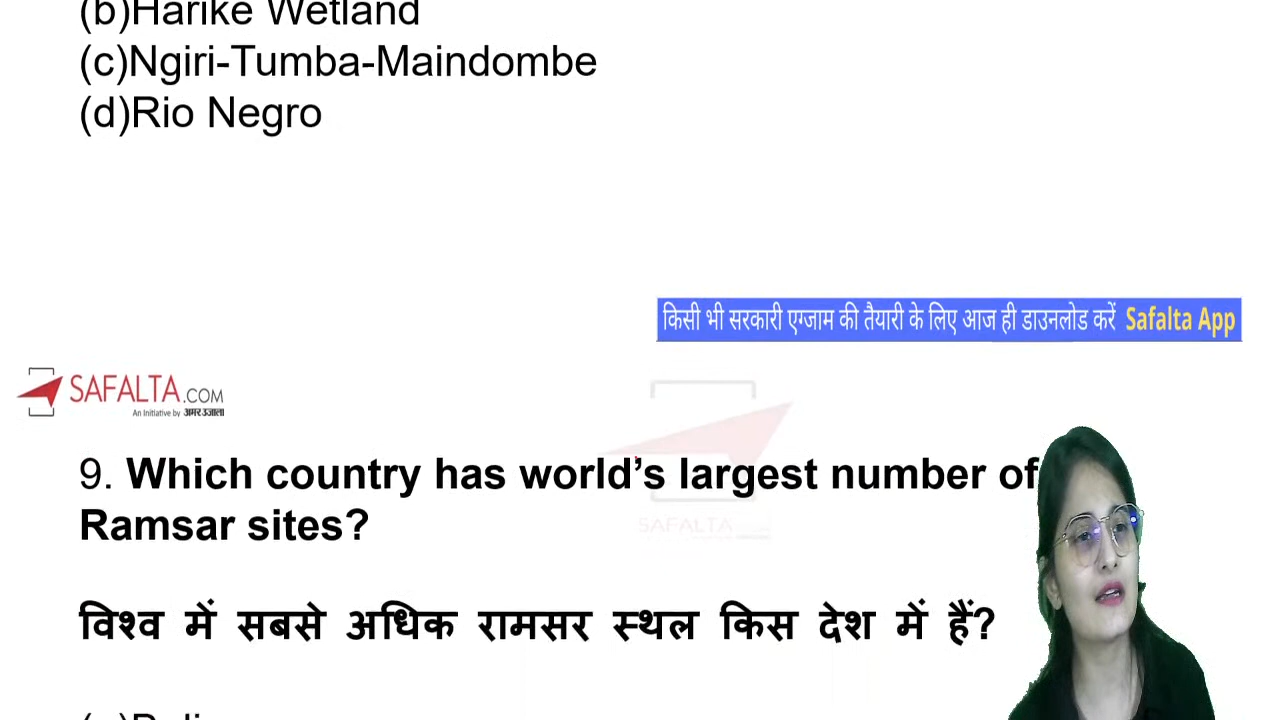 (b)Harike Wetland
(c)Ngiri-Tumba-Maindombe
(d)Rio Negro
किसी भी सरकारी एग्जाम की तैयारी के लिए आज ही डाउनलोड करें Safalta App
SAFALTA.COM
An Initiative by अमर उजाला
SAFALTA
9. Which country has world’s largest number of
Ramsar sites?
विश्व में सबसे अधिक रामसर स्थल किस देश में हैं?